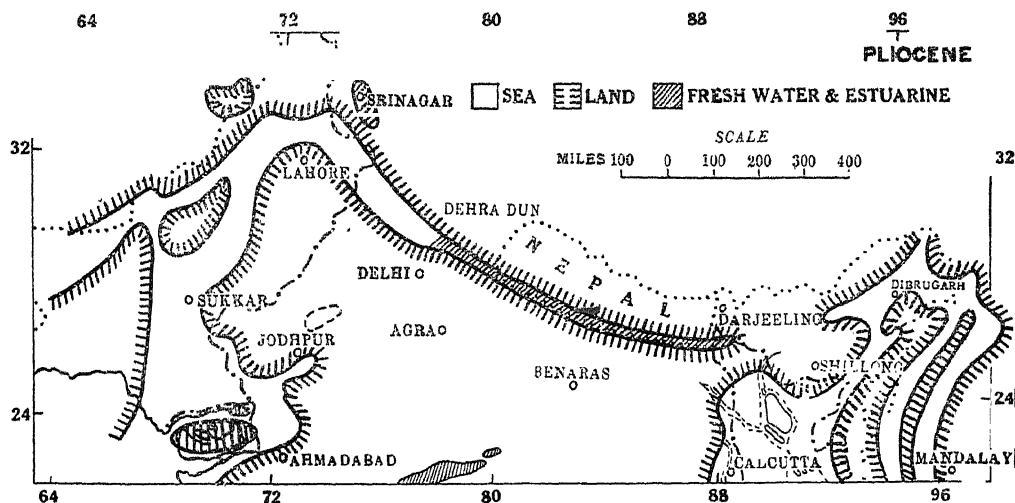 64 72 80 88 96
PLIOCENE
SEA LAND FRESH WATER & ESTUARINE
SRINAGAR
SCALE
MILES 100 0 100 200 300 400
32 32
LAHORE
DEHRA DUN
NEPAL
DELHI
DIBRUGARH
SUKKAR
DARJEELING
AGRA
JODHPUR
SHILLONG
BENARAS
24 24
AHMADABAD
CALCUTTA
MANDALAY
64 72 80 88 96